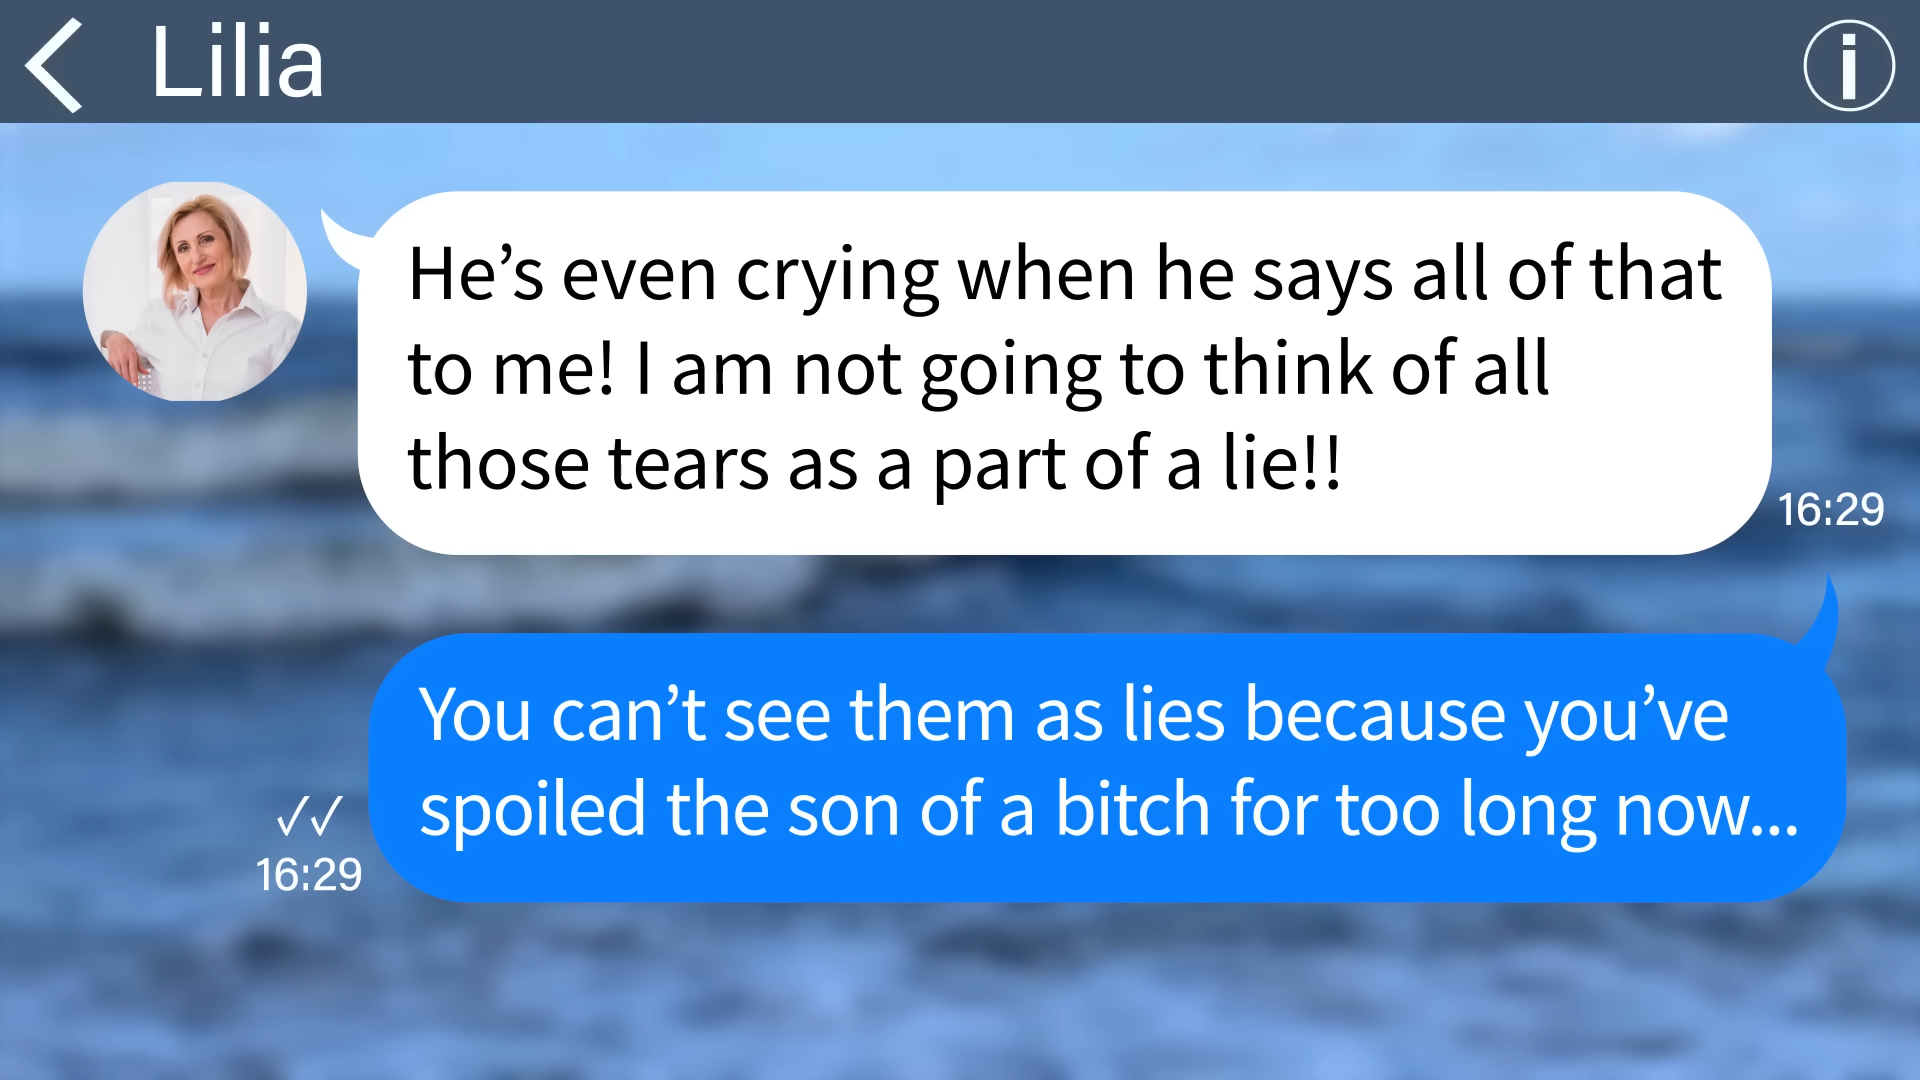 Lilia
He’s even crying when he says all of that
to me! I am not going to think of all
those tears as a part of a lie!!
16:29
You can’t see them as lies because you’ve
spoiled the son of a bitch for too long now...
16:29